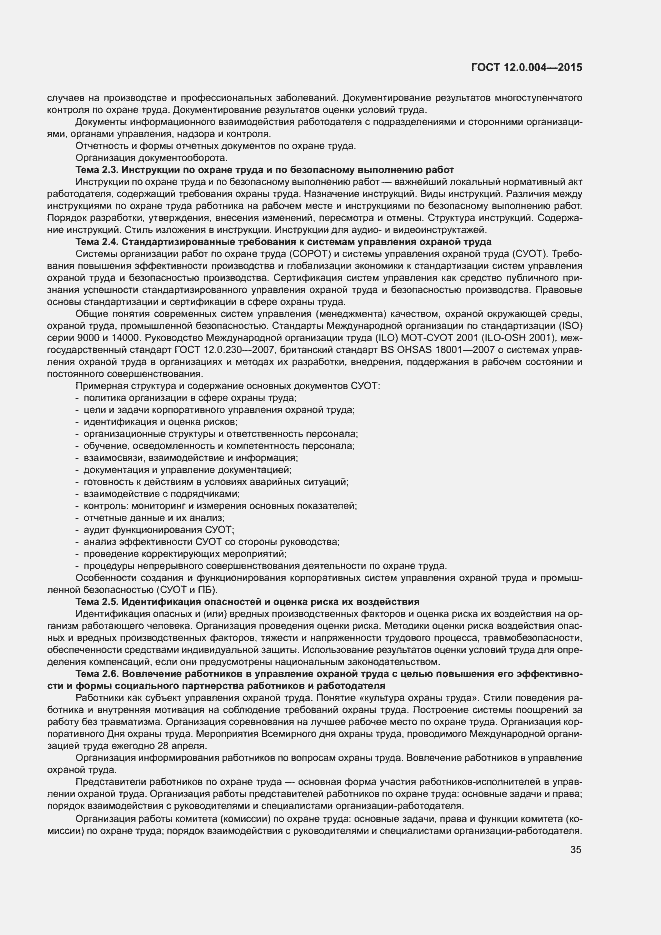 ГОСТ 12.0.004—2015
случаев на производстве и профессиональных заболеваний. Документирование результатов многоступенчатого
контроля по охране труда. Документирование результатов оценки условий труда.
Документы информационного взаимодействия работодателя с подразделениями и сторонними организаци-
ями, органами управления, надзора и контроля.
Отчетность и формы отчетных документов по охране труда.
Организация документооборота.
Тема 2.3. Инструкции по охране труда и по безопасному выполнению работ
Инструкции по охране труда и по безопасному выполнению работ — важнейший локальный нормативный акт
работодателя, содержащий требования охраны труда. Назначение инструкций. Виды инструкций. Различия между
инструкциями по охране труда работника на рабочем месте и инструкциями по безопасному выполнению работ.
Порядок разработки, утверждения, внесения изменений, пересмотра и отмены. Структура инструкций. Содержа-
ние инструкций. Стиль изложения в инструкции. Инструкции для аудио- и видеоинструктажей.
Тема 2.4. Стандартизированные требования к системам управления охраной труда
Системы организации работ по охране труда (СОРОТ) и системы управления охраной труда (СУОТ). Требо-
вания повышения эффективности производства и глобализации экономики к стандартизации систем управления
охраной труда и безопасностью производства. Сертификация систем управления как средство публичного при-
знания успешности стандартизированного управления охраной труда и безопасностью производства. Правовые
основы стандартизации и сертификации в сфере охраны труда.
Общие понятия современных систем управления (менеджмента) качеством, охраной окружающей среды,
охраной труда, промышленной безопасностью. Стандарты Международной организации по стандартизации (ISO)
серии 9000 и 14000. Руководство Международной организации труда (ILO) МОТ-СУОТ 2001 (ILO-OSH 2001), меж-
государственный стандарт ГОСТ 12.0.230—2007, британский стандарт BS OHSAS 18001—2007 о системах управ-
ления охраной труда в организациях и методах их разработки, внедрения, поддержания в рабочем состоянии и
постоянного совершенствования.
Примерная структура и содержание основных документов СУОТ:
- политика организации в сфере охраны труда;
- цели и задачи корпоративного управления охраной труда;
- идентификация и оценка рисков;
- организационные структуры и ответственность персонала;
- обучение, осведомленность и компетентность персонала;
- взаимосвязи, взаимодействие и информация;
- документация и управление документацией;
- готовность к действиям в условиях аварийных ситуаций;
- взаимодействие с подрядчиками;
- контроль: мониторинг и измерения основных показателей;
- отчетные данные и их анализ;
- аудит функционирования СУОТ;
- анализ эффективности СУОТ со стороны руководства;
- проведение корректирующих мероприятий;
- процедуры непрерывного совершенствования деятельности по охране труда.
Особенности создания и функционирования корпоративных систем управления охраной труда и промыш-
ленной безопасностью (СУОТ и ПБ).
Тема 2.5. Идентификация опасностей и оценка риска их воздействия
Идентификация опасных и (или) вредных производственных факторов и оценка риска их воздействия на ор-
ганизм работающего человека. Организация проведения оценки риска. Методики оценки риска воздействия опас-
ных и вредных производственных факторов, тяжести и напряженности трудового процесса, травмобезопасности,
обеспеченности средствами индивидуальной защиты. Использование результатов оценки условий труда для опре-
деления компенсаций, если они предусмотрены национальным законодательством.
Тема 2.6. Вовлечение работников в управление охраной труда с целью повышения его эффективно-
сти и формы социального партнерства работников и работодателя
Работники как субъект управления охраной труда. Понятие «культура охраны труда». Стили поведения ра-
ботника и внутренняя мотивация на соблюдение требований охраны труда. Построение системы поощрений за
работу без травматизма. Организация соревнования на лучшее рабочее место по охране труда. Организация кор-
поративного Дня охраны труда. Мероприятия Всемирного дня охраны труда, проводимого Международной органи-
зацией труда ежегодно 28 апреля.
Организация информирования работников по вопросам охраны труда. Вовлечение работников в управление
охраной труда.
Представители работников по охране труда — основная форма участия работников-исполнителей в управ-
лении охраной труда. Организация работы представителей работников по охране труда: основные задачи и права;
порядок взаимодействия с руководителями и специалистами организации-работодателя.
Организация работы комитета (комиссии) по охране труда: основные задачи, права и функции комитета (ко-
миссии) по охране труда; порядок взаимодействия с руководителями и специалистами организации-работодателя.
35